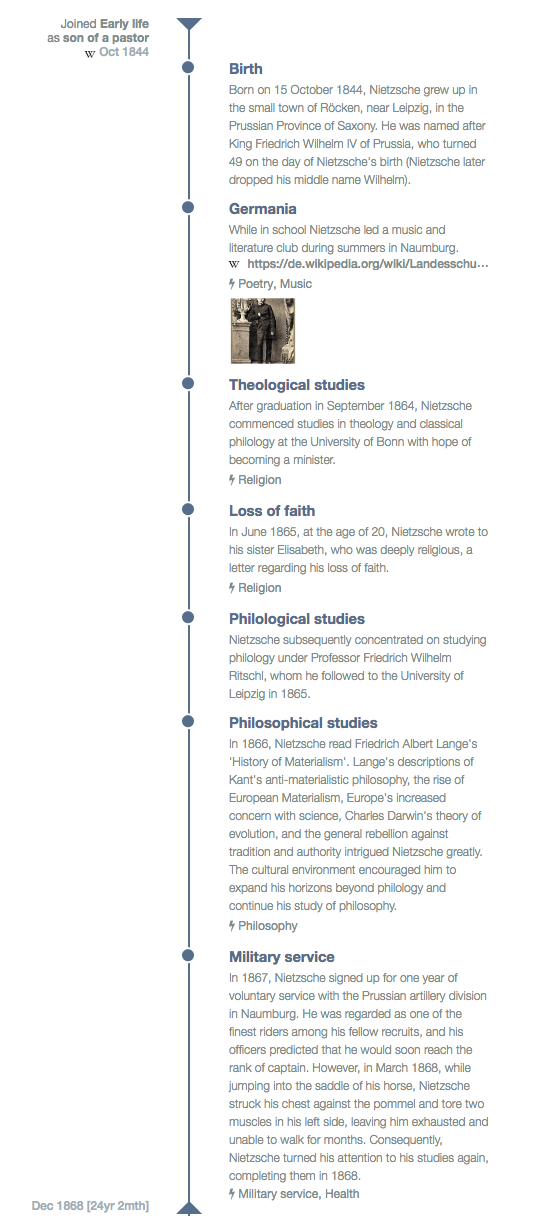 Joined Early life
as son of a pastor
W Oct 1844
Birth
Born on 15 October 1844, Nietzsche grew up in
the small town of Röcken, near Leipzig, in the
Prussian Province of Saxony. He was named after
King Friedrich Wilhelm IV of Prussia, who turned
49 on the day of Nietzsche's birth (Nietzsche later
dropped his middle name Wilhelm).
Germania
While in school Nietzsche led a music and
literature club during summers in Naumburg.
W https://de.wikipedia.org/wiki/Landesschu...
Poetry, Music
Theological studies
After graduation in September 1864, Nietzsche
commenced studies in theology and classical
philology at the University of Bonn with hope of
becoming a minister.
Religion
Loss of faith
In June 1865, at the age of 20, Nietzsche wrote to
his sister Elisabeth, who was deeply religious, a
letter regarding his loss of faith.
Religion
Philological studies
Nietzsche subsequently concentrated on studying
philology under Professor Friedrich Wilhelm
Ritschl, whom he followed to the University of
Leipzig in 1865.
Philosophical studies
In 1866, Nietzsche read Friedrich Albert Lange's
'History of Materialism'. Lange's descriptions of
Kant's anti-materialistic philosophy, the rise of
European Materialism, Europe's increased
concern with science, Charles Darwin's theory of
evolution, and the general rebellion against
tradition and authority intrigued Nietzsche greatly.
The cultural environment encouraged him to
expand his horizons beyond philology and
continue his study of philosophy.
Philosophy
Military service
In 1867, Nietzsche signed up for one year of
voluntary service with the Prussian artillery division
in Naumburg. He was regarded as one of the
finest riders among his fellow recruits, and his
officers predicted that he would soon reach the
rank of captain. However, in March 1868, while
jumping into the saddle of his horse, Nietzsche
struck his chest against the pommel and tore two
muscles in his left side, leaving him exhausted and
unable to walk for months. Consequently,
Nietzsche turned his attention to his studies again,
completing them in 1868.
Military service, Health
Dec 1868 [24yr 2mth]